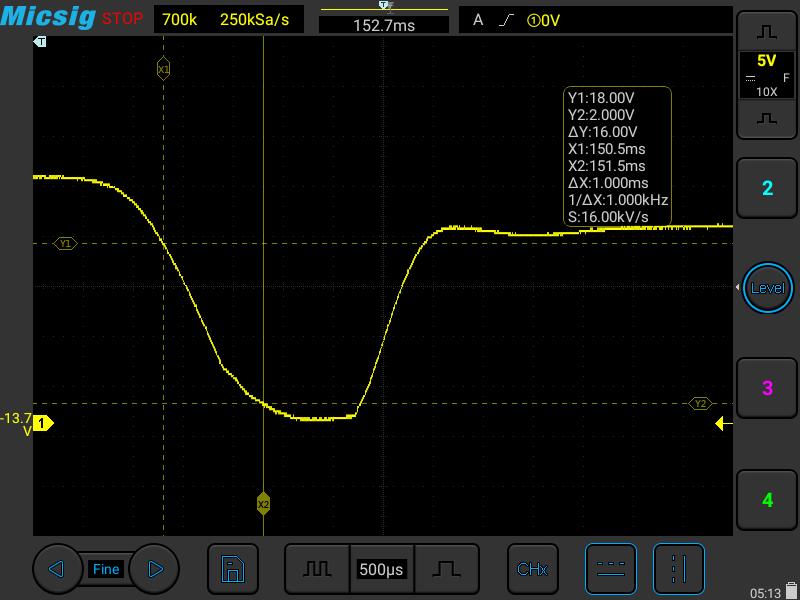 Micsig STOP 700k 250kSa/s T 152.7ms A ①0V
T
X1
5V
F
10X
Y1:18.00V
Y2:2.000V
ΔY:16.00V
X1:150.5ms
X2:151.5ms
ΔX:1.000ms
1/ΔX:1.000kHz
S:16.00kV/s
2
Y1
Level
3
Y2
-13.7
V
1
X2
4
Fine 500µs CHx
05:13